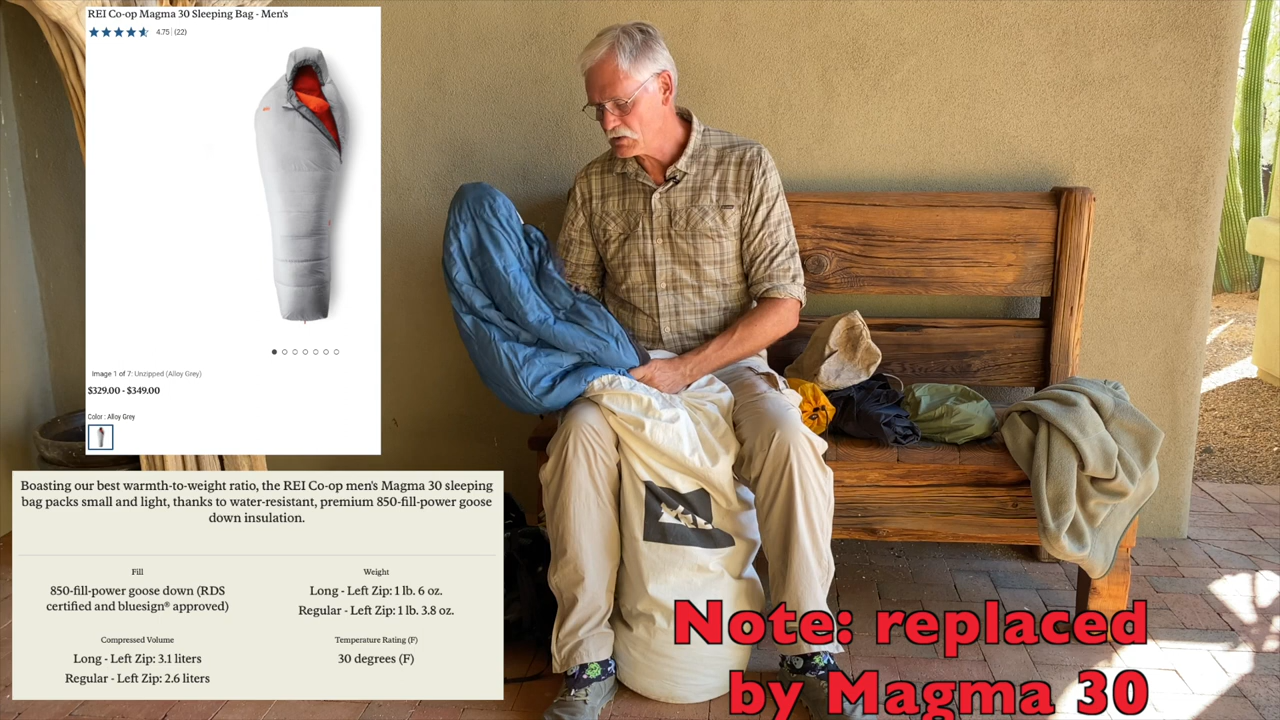 REI Co-op Magma 30 Sleeping Bag - Men's
4.75 (22)
Image 1 of 7: Unzipped (Alloy Grey)
$329.00 - $349.00
Color : Alloy Grey
Boasting our best warmth-to-weight ratio, the REI Co-op men's Magma 30 sleeping
bag packs small and light, thanks to water-resistant, premium 850-fill-power goose
down insulation.
Fill
850-fill-power goose down (RDS
certified and bluesign® approved)
Weight
Long - Left Zip: 1 lb. 6 oz.
Regular - Left Zip: 1 lb. 3.8 oz.
Compressed Volume
Long - Left Zip: 3.1 liters
Regular - Left Zip: 2.6 liters
Temperature Rating (F)
30 degrees (F)
Note: replaced
by Magma 30